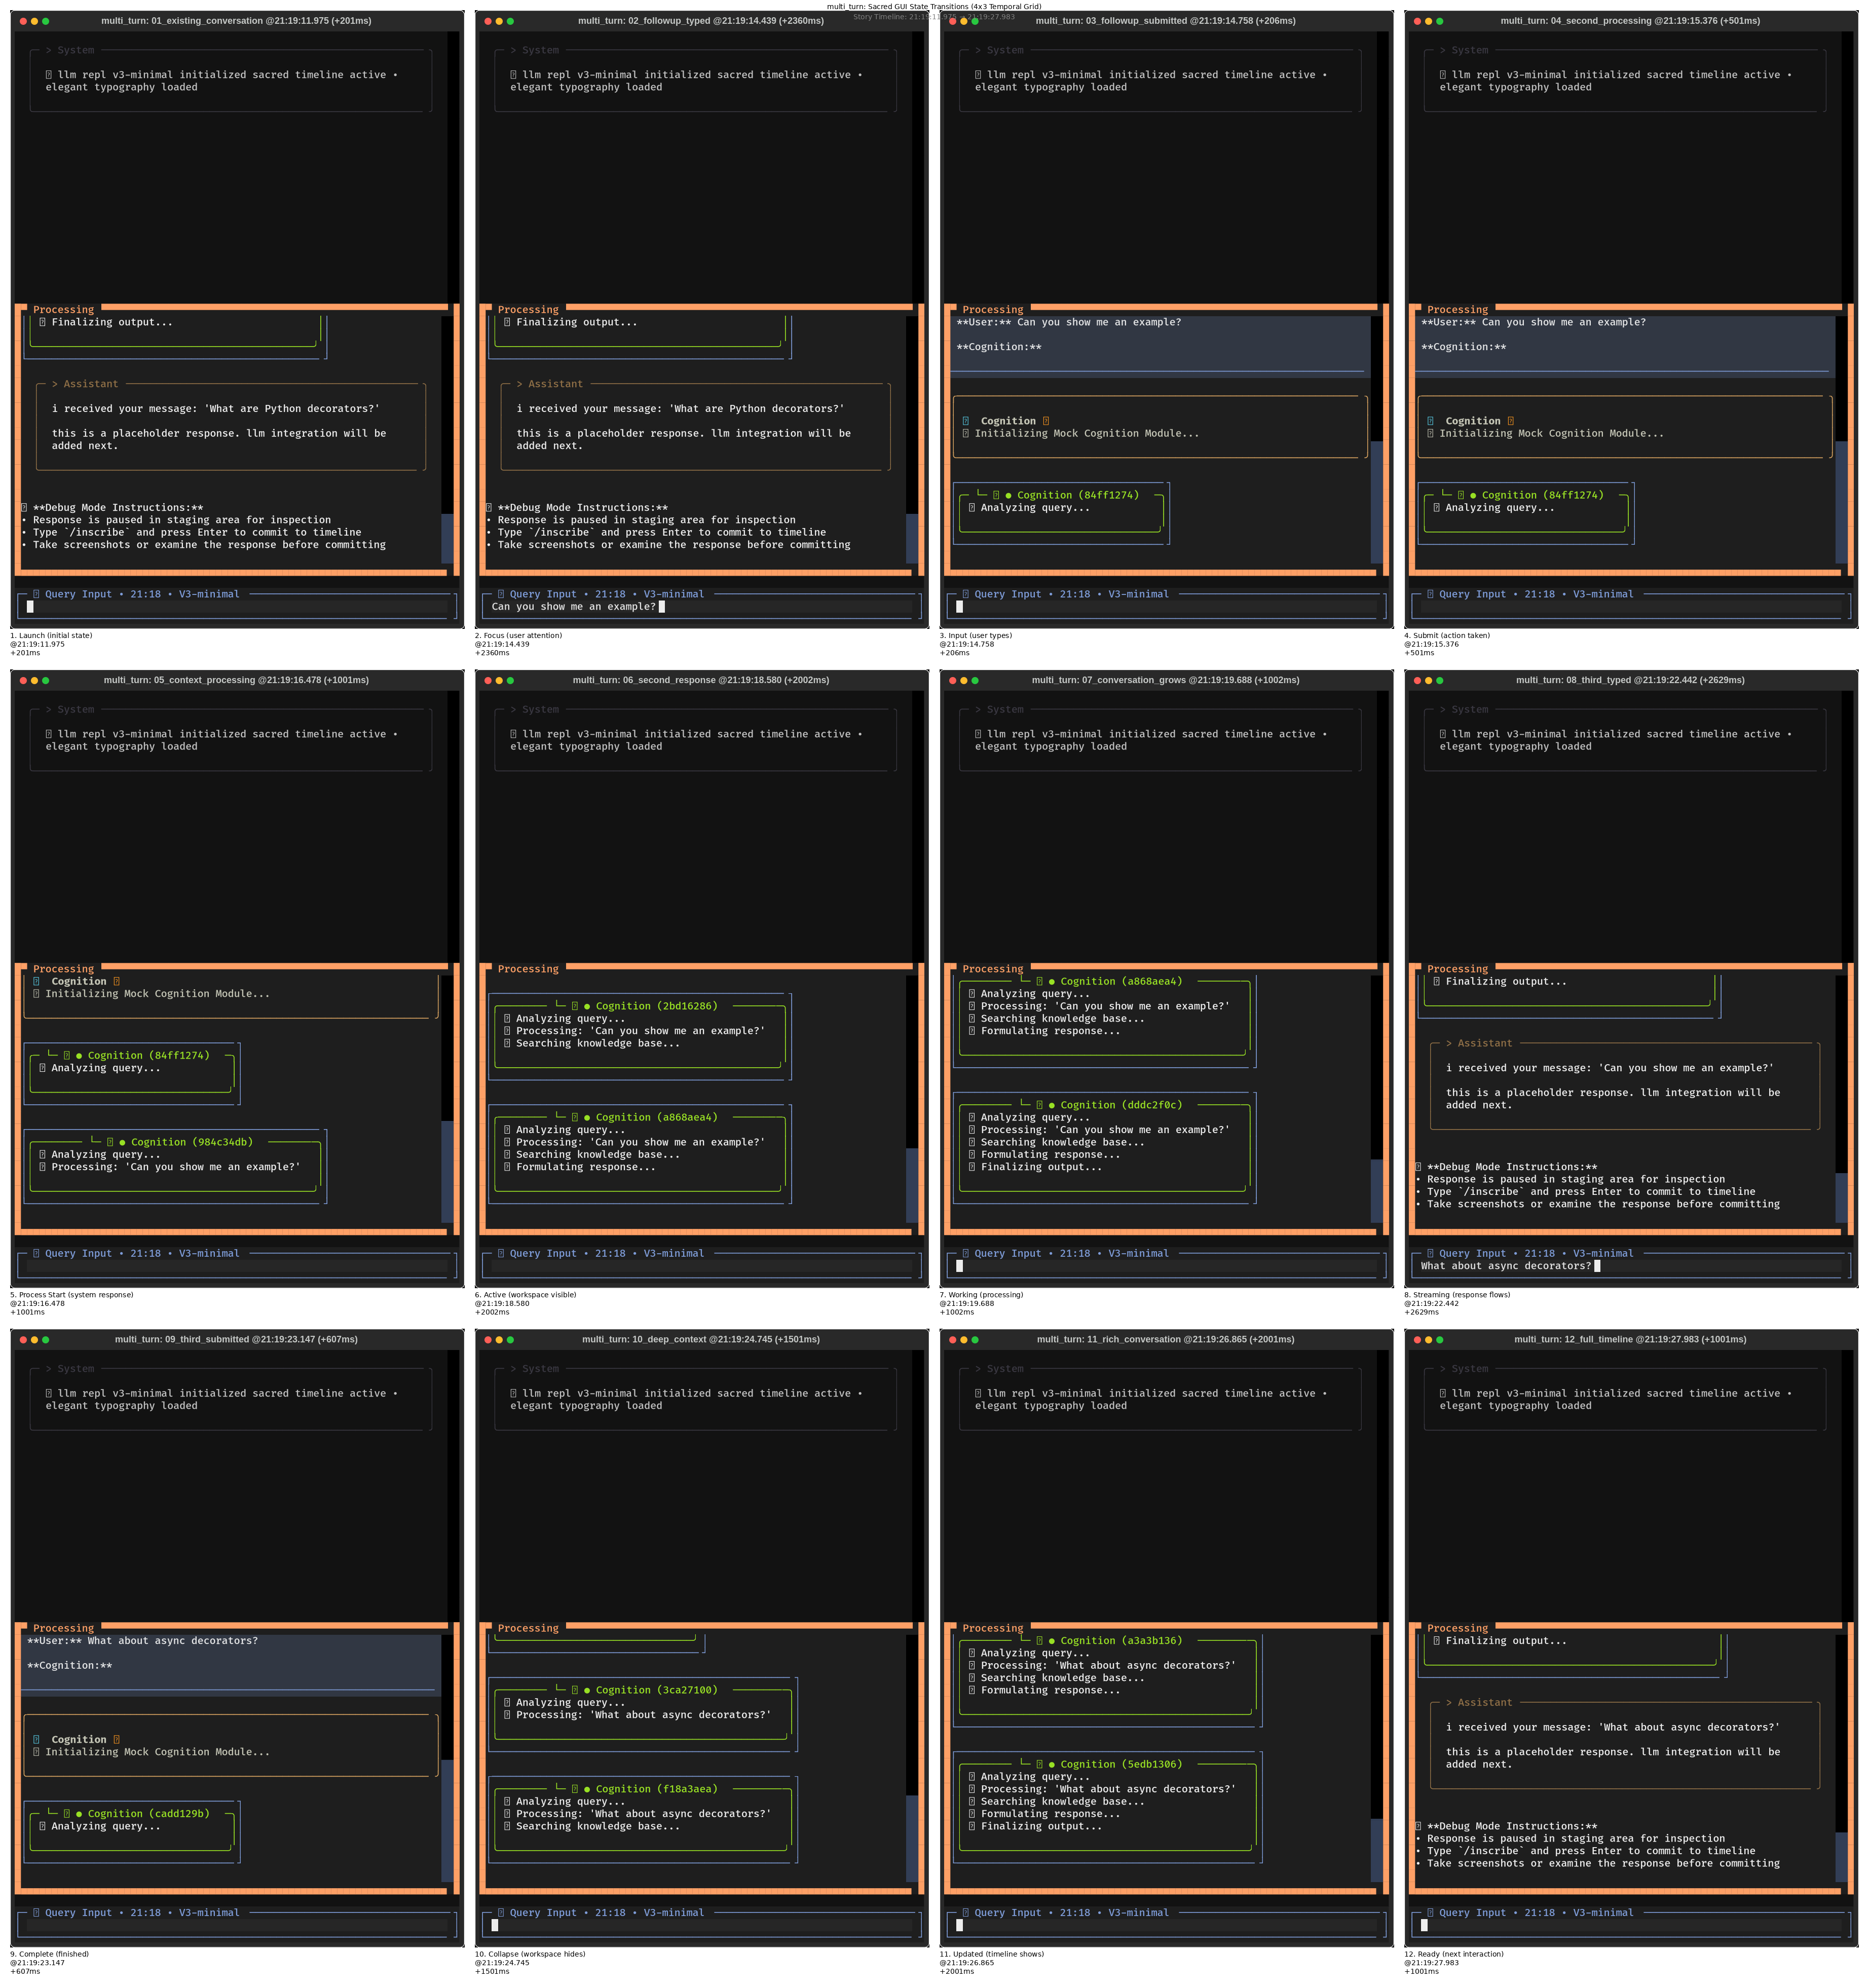 multi_turn: Sacred GUI State Transitions (4x3 Temporal Grid)
Story Timeline: 21:19:11.975 → 21:19:27.983
multi_turn: 01_existing_conversation @21:19:11.975 (+201ms)
> System
llm repl v3-minimal initialized sacred timeline active •
elegant typography loaded
Processing
Finalizing output...
> Assistant
i received your message: 'What are Python decorators?'
this is a placeholder response. llm integration will be
added next.
**Debug Mode Instructions:**
• Response is paused in staging area for inspection
• Type `/inscribe` and press Enter to commit to timeline
• Take screenshots or examine the response before committing
Query Input • 21:18 • V3-minimal
1. Launch (initial state)
@21:19:11.975
+201ms
multi_turn: 02_followup_typed @21:19:14.439 (+2360ms)
> System
llm repl v3-minimal initialized sacred timeline active •
elegant typography loaded
Processing
Finalizing output...
> Assistant
i received your message: 'What are Python decorators?'
this is a placeholder response. llm integration will be
added next.
**Debug Mode Instructions:**
• Response is paused in staging area for inspection
• Type `/inscribe` and press Enter to commit to timeline
• Take screenshots or examine the response before committing
Query Input • 21:18 • V3-minimal
Can you show me an example?
2. Focus (user attention)
@21:19:14.439
+2360ms
multi_turn: 03_followup_submitted @21:19:14.758 (+206ms)
> System
llm repl v3-minimal initialized sacred timeline active •
elegant typography loaded
Processing
**User:** Can you show me an example?
**Cognition:**
Cognition
Initializing Mock Cognition Module...
● Cognition (84ff1274)
Analyzing query...
Query Input • 21:18 • V3-minimal
3. Input (user types)
@21:19:14.758
+206ms
multi_turn: 04_second_processing @21:19:15.376 (+501ms)
> System
llm repl v3-minimal initialized sacred timeline active •
elegant typography loaded
Processing
**User:** Can you show me an example?
**Cognition:**
Cognition
Initializing Mock Cognition Module...
● Cognition (84ff1274)
Analyzing query...
Query Input • 21:18 • V3-minimal
4. Submit (action taken)
@21:19:15.376
+501ms
multi_turn: 05_context_processing @21:19:16.478 (+1001ms)
> System
llm repl v3-minimal initialized sacred timeline active •
elegant typography loaded
Processing
Cognition
Initializing Mock Cognition Module...
● Cognition (84ff1274)
Analyzing query...
● Cognition (984c34db)
Analyzing query...
Processing: 'Can you show me an example?'
Query Input • 21:18 • V3-minimal
5. Process Start (system response)
@21:19:16.478
+1001ms
multi_turn: 06_second_response @21:19:18.580 (+2002ms)
> System
llm repl v3-minimal initialized sacred timeline active •
elegant typography loaded
Processing
● Cognition (2bd16286)
Analyzing query...
Processing: 'Can you show me an example?'
Searching knowledge base...
● Cognition (a868aea4)
Analyzing query...
Processing: 'Can you show me an example?'
Searching knowledge base...
Formulating response...
Query Input • 21:18 • V3-minimal
6. Active (workspace visible)
@21:19:18.580
+2002ms
multi_turn: 07_conversation_grows @21:19:19.688 (+1002ms)
> System
llm repl v3-minimal initialized sacred timeline active •
elegant typography loaded
Processing
● Cognition (a868aea4)
Analyzing query...
Processing: 'Can you show me an example?'
Searching knowledge base...
Formulating response...
● Cognition (dddc2f0c)
Analyzing query...
Processing: 'Can you show me an example?'
Searching knowledge base...
Formulating response...
Finalizing output...
Query Input • 21:18 • V3-minimal
7. Working (processing)
@21:19:19.688
+1002ms
multi_turn: 08_third_typed @21:19:22.442 (+2629ms)
> System
llm repl v3-minimal initialized sacred timeline active •
elegant typography loaded
Processing
Finalizing output...
> Assistant
i received your message: 'Can you show me an example?'
this is a placeholder response. llm integration will be
added next.
**Debug Mode Instructions:**
• Response is paused in staging area for inspection
• Type `/inscribe` and press Enter to commit to timeline
• Take screenshots or examine the response before committing
Query Input • 21:18 • V3-minimal
What about async decorators?
8. Streaming (response flows)
@21:19:22.442
+2629ms
multi_turn: 09_third_submitted @21:19:23.147 (+607ms)
> System
llm repl v3-minimal initialized sacred timeline active •
elegant typography loaded
Processing
**User:** What about async decorators?
**Cognition:**
Cognition
Initializing Mock Cognition Module...
● Cognition (cadd129b)
Analyzing query...
Query Input • 21:18 • V3-minimal
9. Complete (finished)
@21:19:23.147
+607ms
multi_turn: 10_deep_context @21:19:24.745 (+1501ms)
> System
llm repl v3-minimal initialized sacred timeline active •
elegant typography loaded
Processing
● Cognition (3ca27100)
Analyzing query...
Processing: 'What about async decorators?'
● Cognition (f18a3aea)
Analyzing query...
Processing: 'What about async decorators?'
Searching knowledge base...
Query Input • 21:18 • V3-minimal
10. Collapse (workspace hides)
@21:19:24.745
+1501ms
multi_turn: 11_rich_conversation @21:19:26.865 (+2001ms)
> System
llm repl v3-minimal initialized sacred timeline active •
elegant typography loaded
Processing
● Cognition (a3a3b136)
Analyzing query...
Processing: 'What about async decorators?'
Searching knowledge base...
Formulating response...
● Cognition (5edb1306)
Analyzing query...
Processing: 'What about async decorators?'
Searching knowledge base...
Formulating response...
Finalizing output...
Query Input • 21:18 • V3-minimal
11. Updated (timeline shows)
@21:19:26.865
+2001ms
multi_turn: 12_full_timeline @21:19:27.983 (+1001ms)
> System
llm repl v3-minimal initialized sacred timeline active •
elegant typography loaded
Processing
Finalizing output...
> Assistant
i received your message: 'What about async decorators?'
this is a placeholder response. llm integration will be
added next.
**Debug Mode Instructions:**
• Response is paused in staging area for inspection
• Type `/inscribe` and press Enter to commit to timeline
• Take screenshots or examine the response before committing
Query Input • 21:18 • V3-minimal
12. Ready (next interaction)
@21:19:27.983
+1001ms